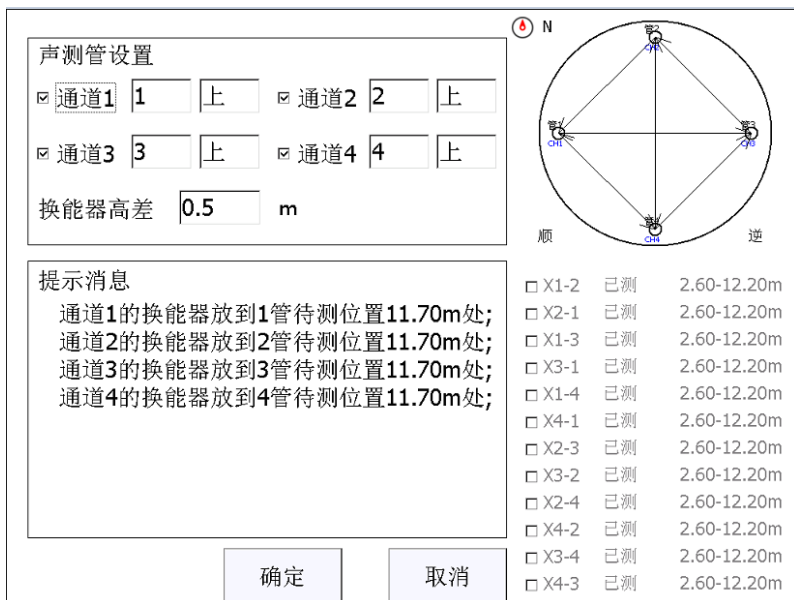 声测管设置
通道1 1 上 通道2 2 上
通道3 3 上 通道4 4 上
换能器高差 0.5 m
提示消息
通道1的换能器放到1管待测位置11.70m处;
通道2的换能器放到2管待测位置11.70m处;
通道3的换能器放到3管待测位置11.70m处;
通道4的换能器放到4管待测位置11.70m处;
确定 取消
N
管2
管1
CH1
管3
CH3
CH4
顺 逆
X1-2 已测 2.60-12.20m
X2-1 已测 2.60-12.20m
X1-3 已测 2.60-12.20m
X3-1 已测 2.60-12.20m
X1-4 已测 2.60-12.20m
X4-1 已测 2.60-12.20m
X2-3 已测 2.60-12.20m
X3-2 已测 2.60-12.20m
X2-4 已测 2.60-12.20m
X4-2 已测 2.60-12.20m
X3-4 已测 2.60-12.20m
X4-3 已测 2.60-12.20m